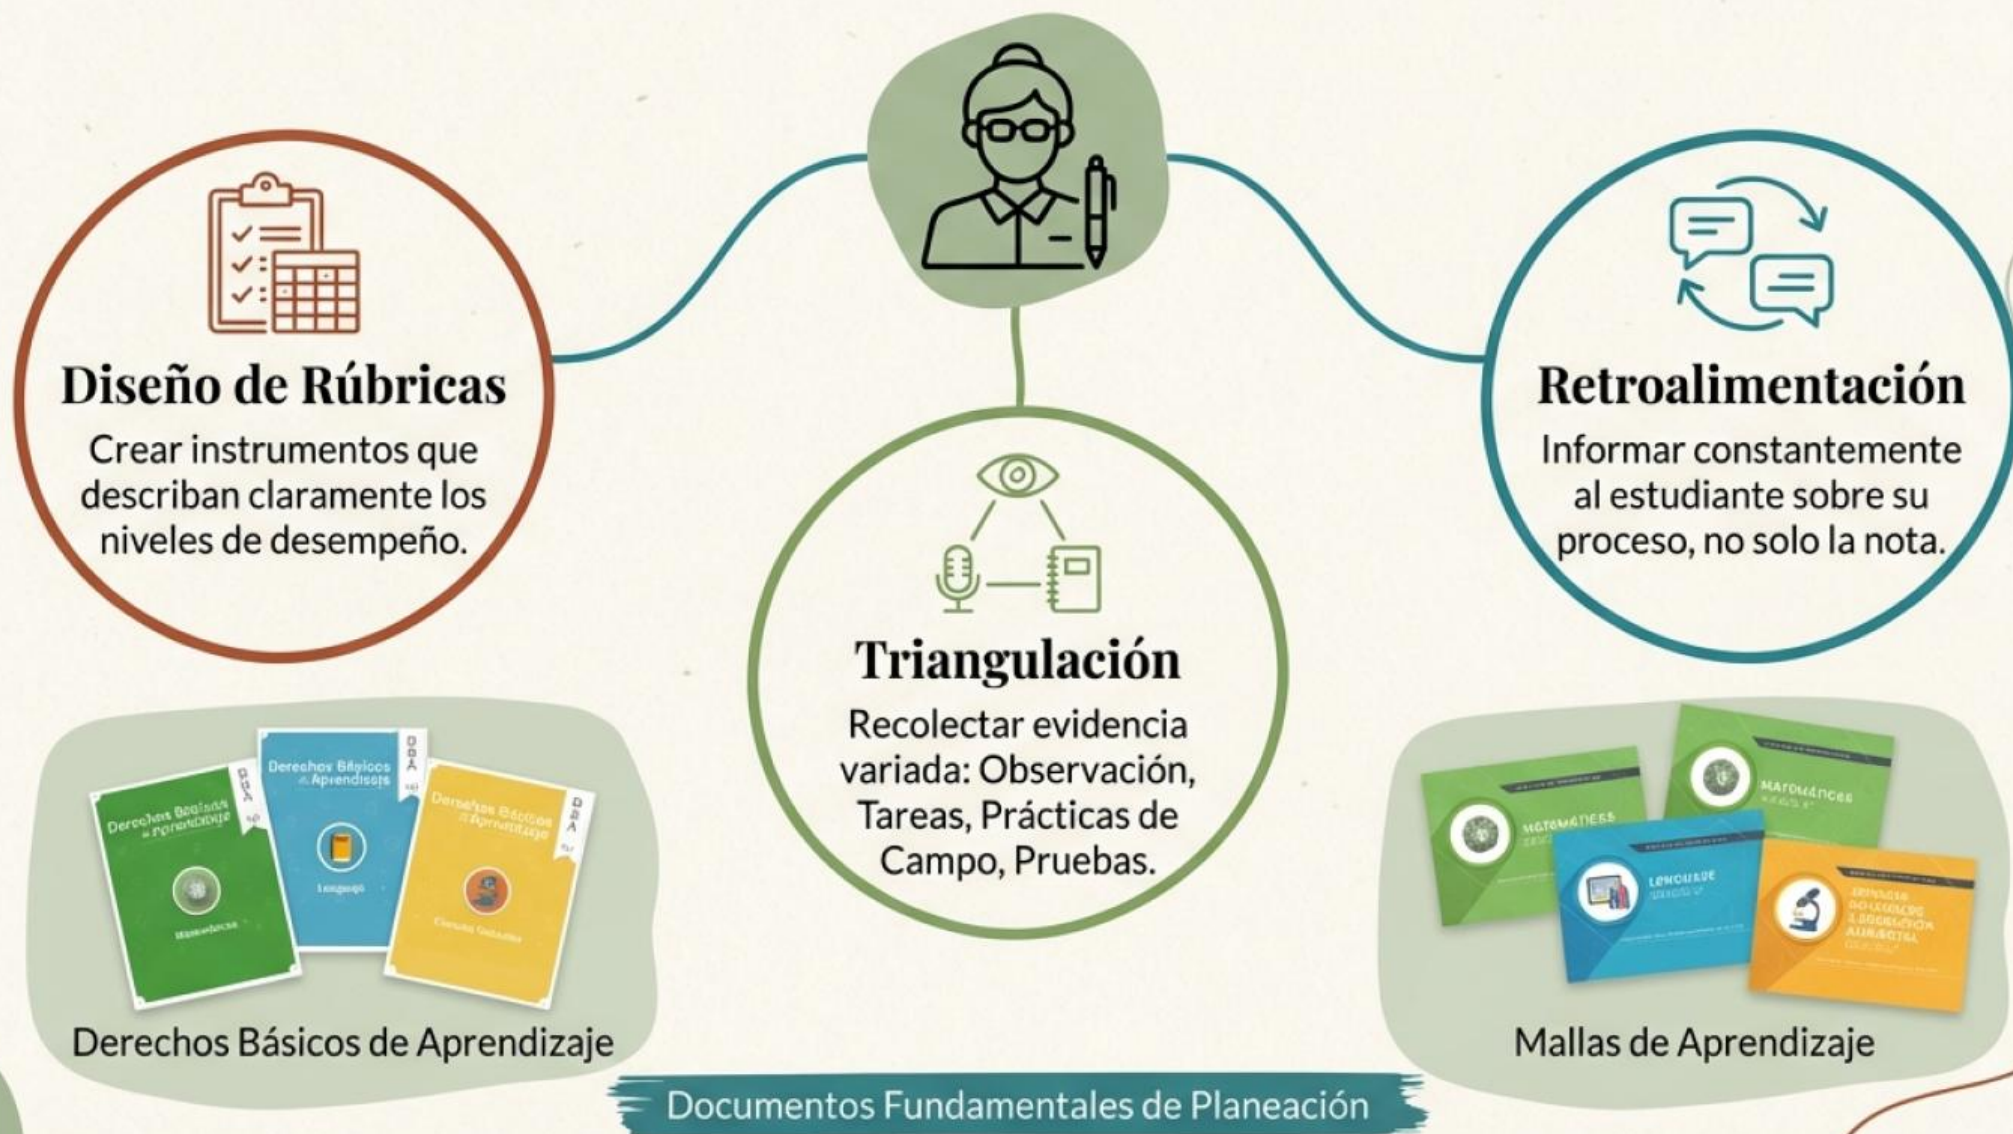 Diseño de Rúbricas
Crear instrumentos que
describan claramente los
niveles de desempeño.
Retroalimentación
Informar constantemente
al estudiante sobre su
proceso, no solo la nota.
Triangulación
Recolectar evidencia
variada: Observación,
Tareas, Prácticas de
Campo, Pruebas.
DBA
Derechos Básicos de Aprendizaje
Mallas de Aprendizaje
Documentos Fundamentales de Planeación